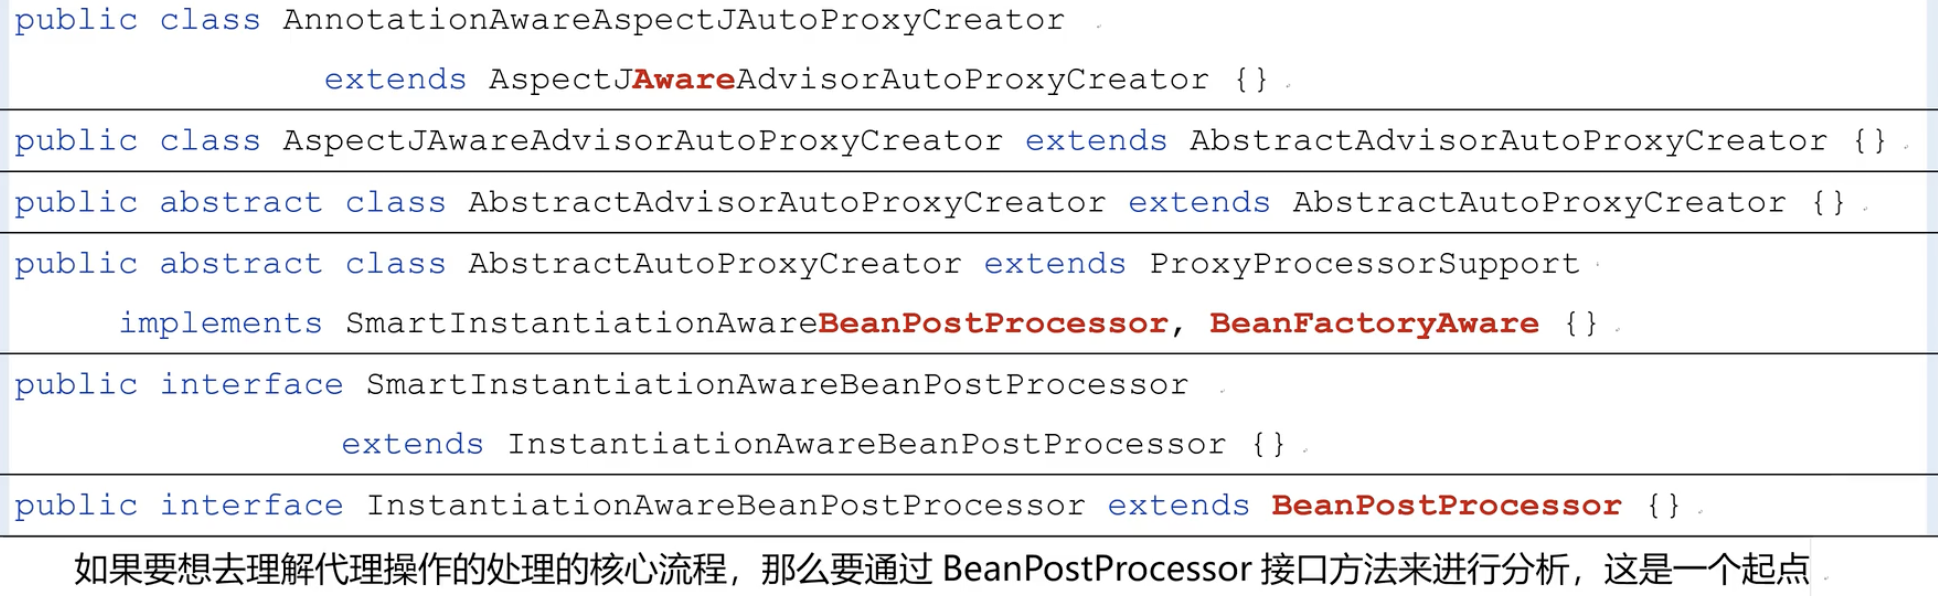 public class AnnotationAwareAspectJAutoProxyCreator
extends AspectJAwareAdvisorAutoProxyCreator {}
public class AspectJAwareAdvisorAutoProxyCreator extends AbstractAdvisorAutoProxyCreator {}
public abstract class AbstractAdvisorAutoProxyCreator extends AbstractAutoProxyCreator {}
public abstract class AbstractAutoProxyCreator extends ProxyProcessorSupport
implements SmartInstantiationAwareBeanPostProcessor, BeanFactoryAware {}
public interface SmartInstantiationAwareBeanPostProcessor
extends InstantiationAwareBeanPostProcessor {}
public interface InstantiationAwareBeanPostProcessor extends BeanPostProcessor {}
如果要想去理解代理操作的处理的核心流程，那么要通过 BeanPostProcessor 接口方法来进行分析，这是一个起点